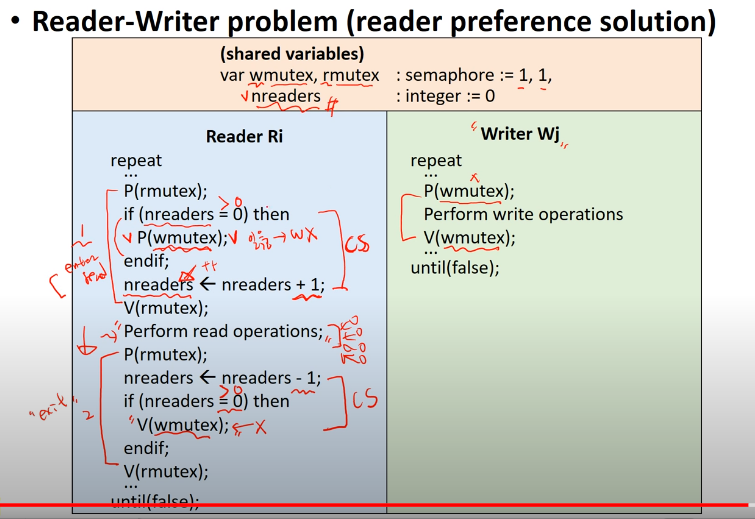 • Reader-Writer problem (reader preference solution)
(shared variables)
var wmutex, rmutex : semaphore := 1, 1,
nreaders : integer := 0
#
Reader Ri
repeat
...
P(rmutex);
> 0
if (nreaders = 0) then
P(wmutex);
→ WX
endif;
++
nreaders ← nreaders + 1;
V(rmutex);
CS
1
Perform read operations;
P(rmutex);
nreaders ← nreaders - 1;
> 0
if (nreaders = 0) then
"V(wmutex); ← X
endif;
V(rmutex);
...
until(false);
CS
"exit"
2
"Writer Wj"
repeat
...
x
P(wmutex);
Perform write operations
V(wmutex);
...
until(false);